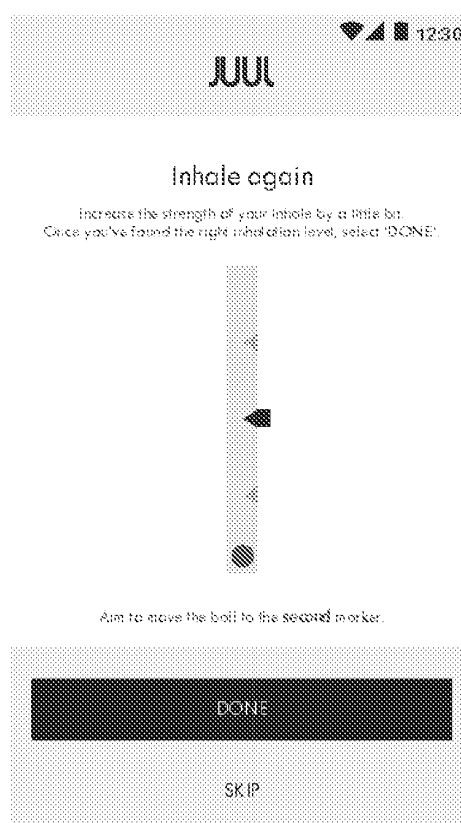 12:30
JUUL
Inhale again
Increase the strength of your inhale by a little bit.
Once you've found the right inhalation level, select 'DONE'.
Aim to move the ball to the second marker.
DONE
SKIP